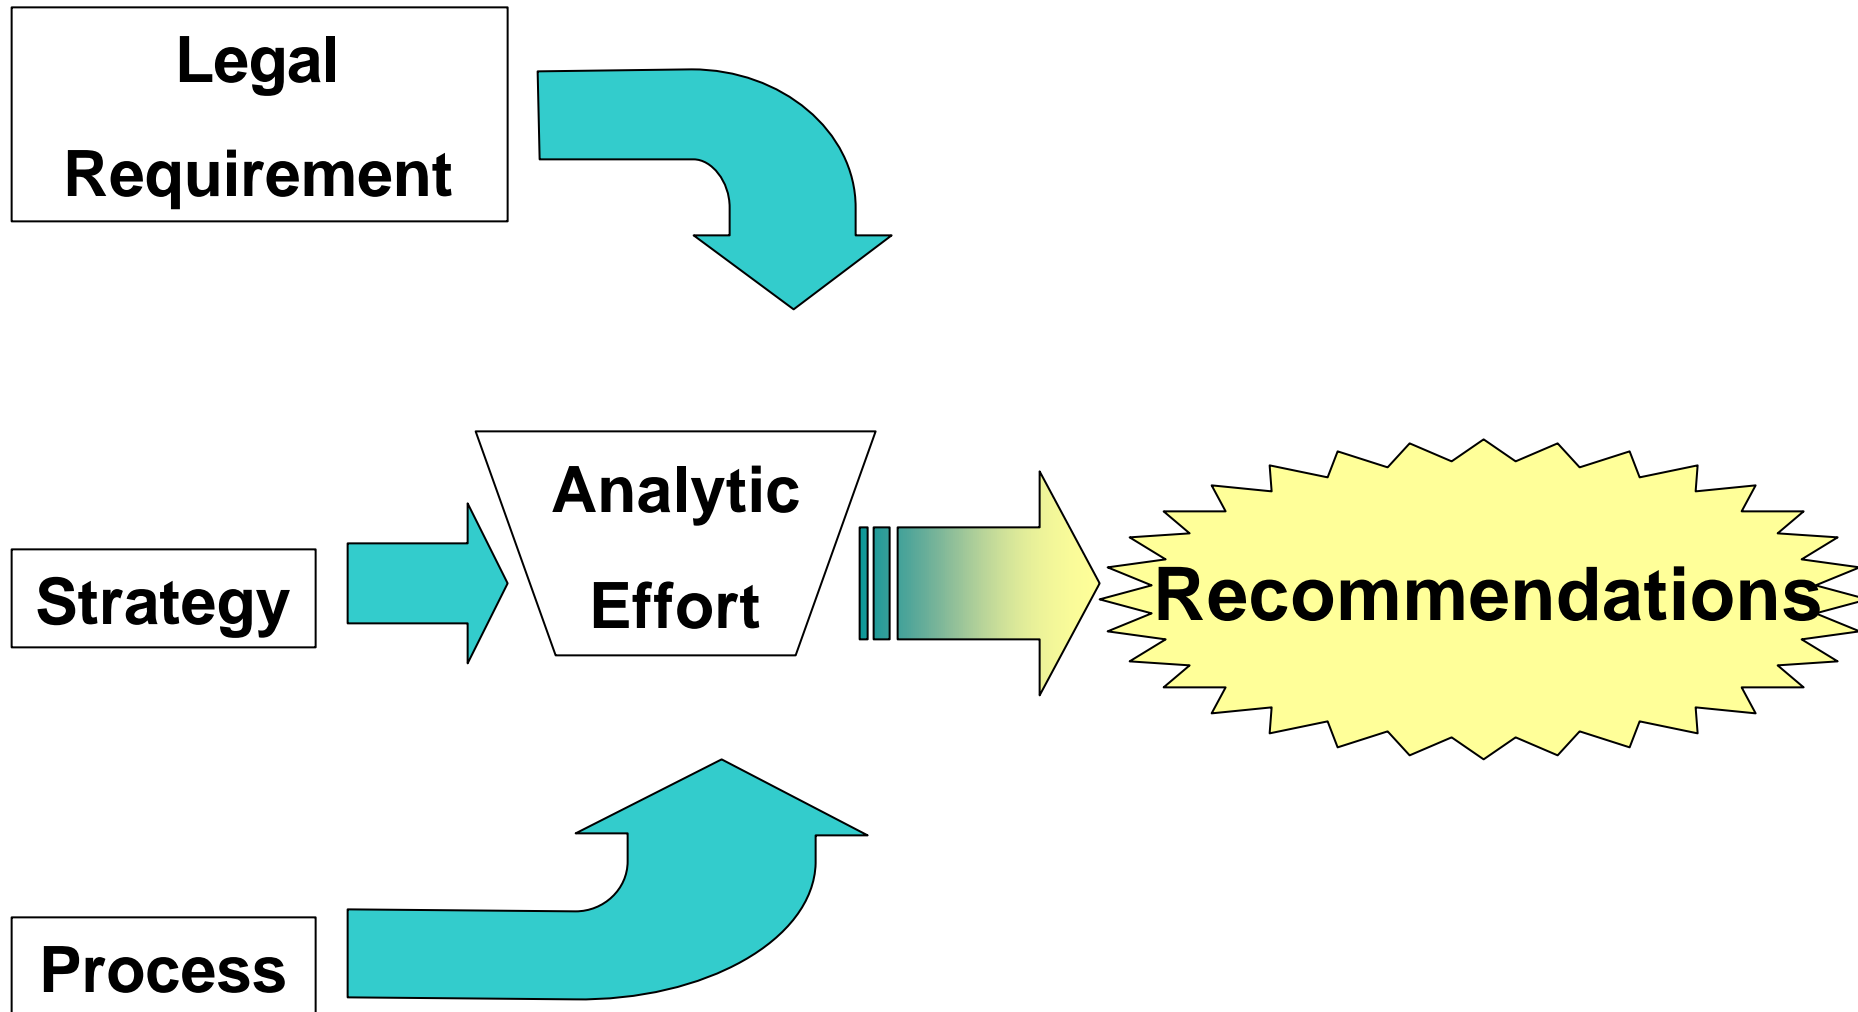 Legal
Requirement
Analytic
Effort
Strategy
Recommendations
Process